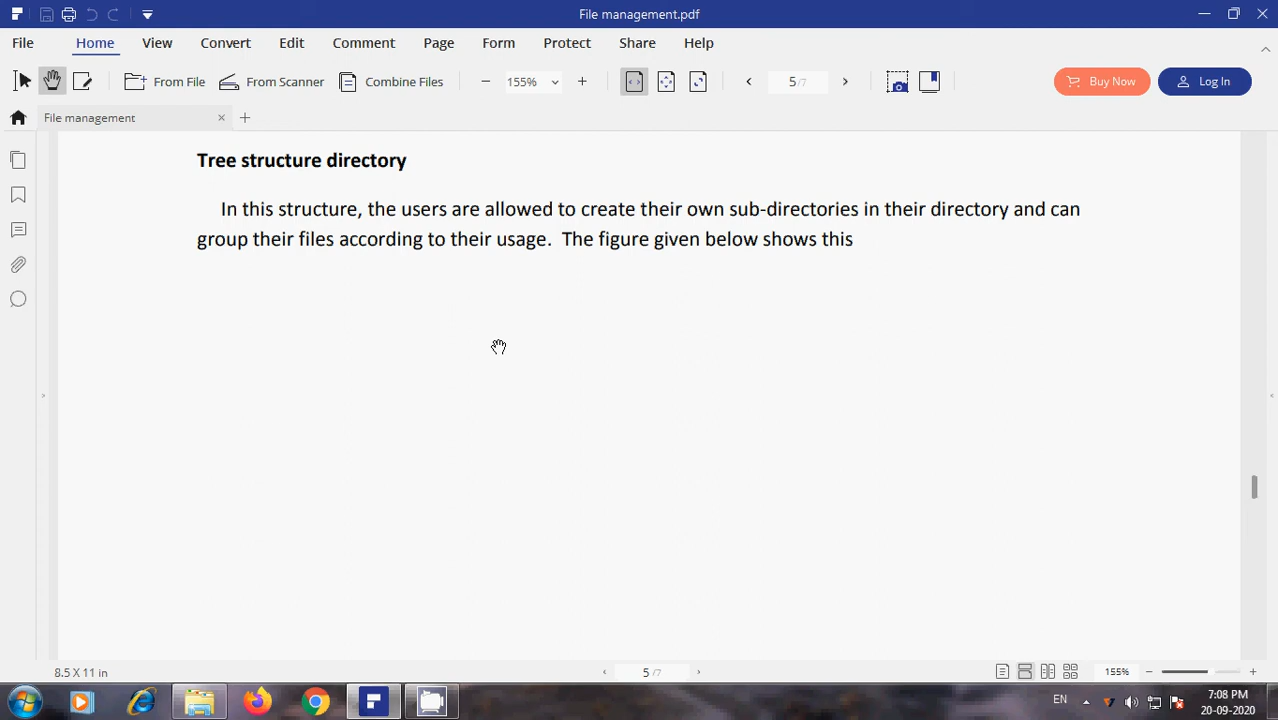 File management.pdf
File Home View Convert Edit Comment Page Form Protect Share Help
From File From Scanner Combine Files 155% 5/7 Buy Now Log In
File management
Tree structure directory
In this structure, the users are allowed to create their own sub-directories in their directory and can
group their files according to their usage. The figure given below shows this
8.5 X 11 in 5 /7 155%
EN 7:08 PM
20-09-2020